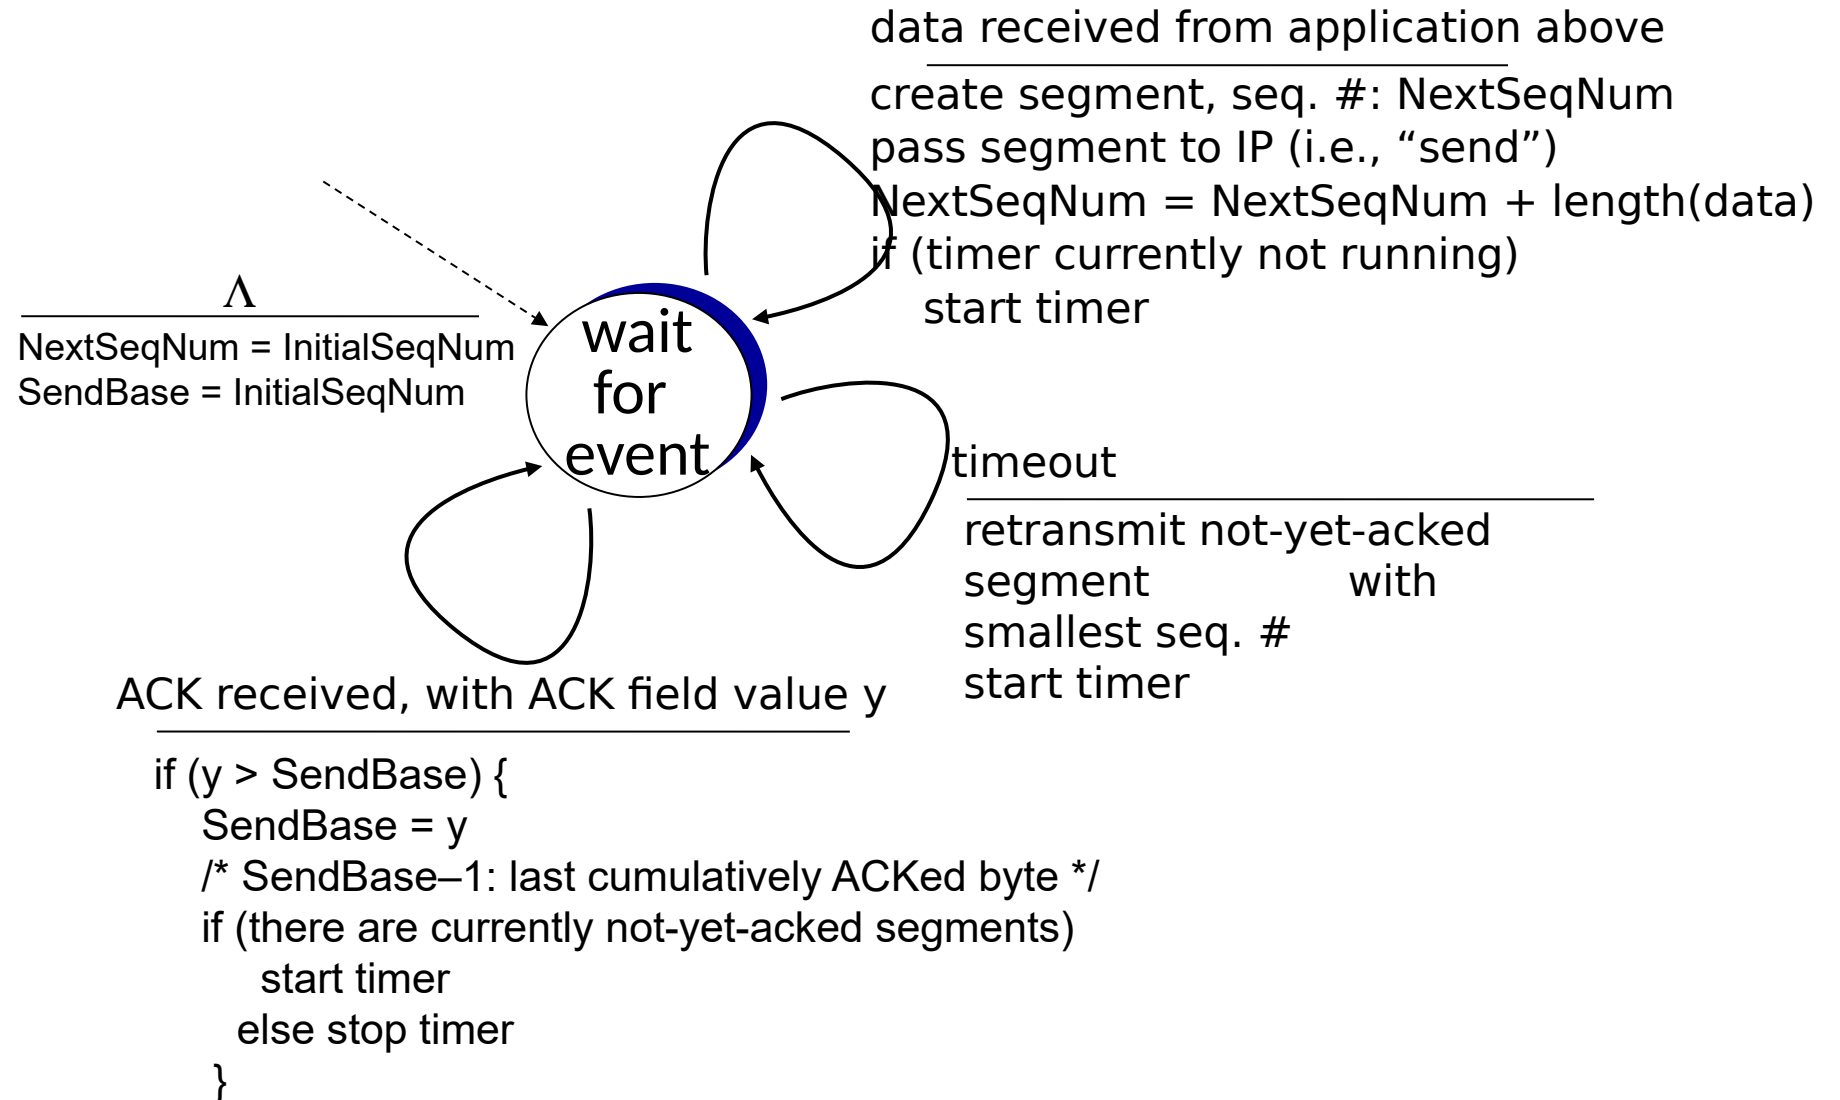 data received from application above
create segment, seq. #: NextSeqNum
pass segment to IP (i.e., “send”)
NextSeqNum = NextSeqNum + length(data)
if (timer currently not running)
start timer
Λ
NextSeqNum = InitialSeqNum
SendBase = InitialSeqNum
wait
for
event
timeout
retransmit not-yet-acked
segment with
smallest seq. #
start timer
ACK received, with ACK field value y
if (y > SendBase) {
SendBase = y
/* SendBase–1: last cumulatively ACKed byte */
if (there are currently not-yet-acked segments)
start timer
else stop timer
}